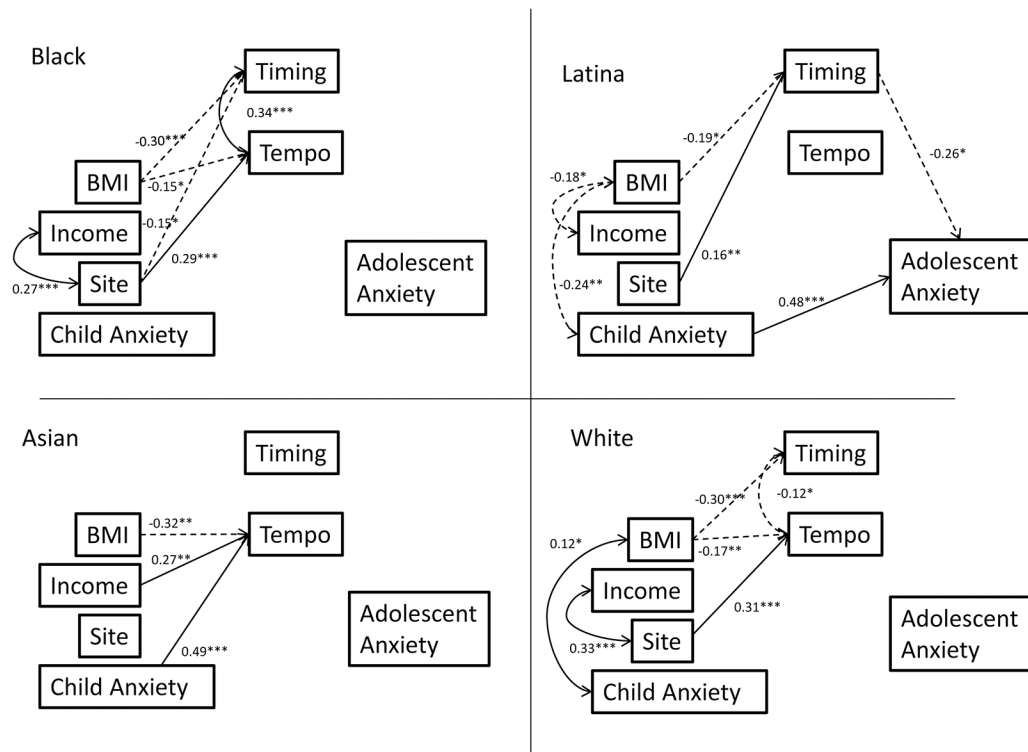 Black
Timing
0.34***
-0.30***
Tempo
BMI
-0.15*
Income
-0.15*
Site
0.29***
0.27***
Adolescent
Anxiety
Child Anxiety
Latina
Timing
-0.19*
Tempo
-0.26*
-0.18*
BMI
Income
Site
0.16**
Adolescent
Anxiety
-0.24**
0.48***
Child Anxiety
Asian
Timing
BMI
-0.32**
Tempo
0.27**
Income
Site
Adolescent
Anxiety
0.49***
Child Anxiety
White
Timing
-0.30***
-0.12*
0.12*
BMI
-0.17**
Tempo
Income
0.31***
Site
0.33***
Adolescent
Anxiety
Child Anxiety